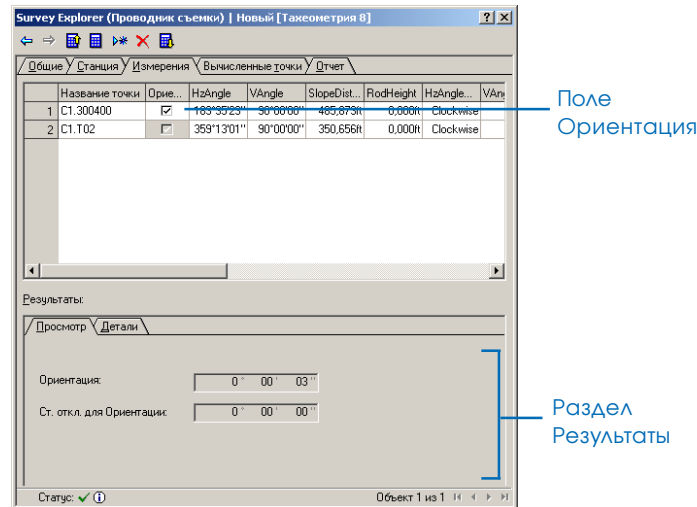 Survey Explorer (Проводник съемки) | Новый [Тахеометрия 8]
Общие Станция Измерения Вычисленные точки Отчет
Название точки Орие... HzAngle VAngle SlopeDist... RodHeight HzAngle... VAng
1 C1.300400 183°35'23" 90°00'00" 485,873ft 0,000ft Clockwise
2 C1.T02 359°13'01" 90°00'00" 350,656ft 0,000ft Clockwise
Поле
Ориентация
Результаты:
Просмотр Детали
Ориентация: 0° 00' 03"
Ст. откл. для Ориентации: 0° 00' 00"
Раздел
Результаты
Статус: Объект 1 из 1